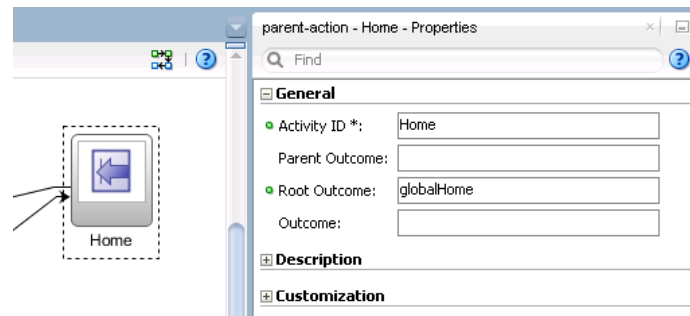 parent-action - Home - Properties
Find
General
Activity ID *: Home
Parent Outcome:
Root Outcome: globalHome
Outcome:
Description
Customization
Home